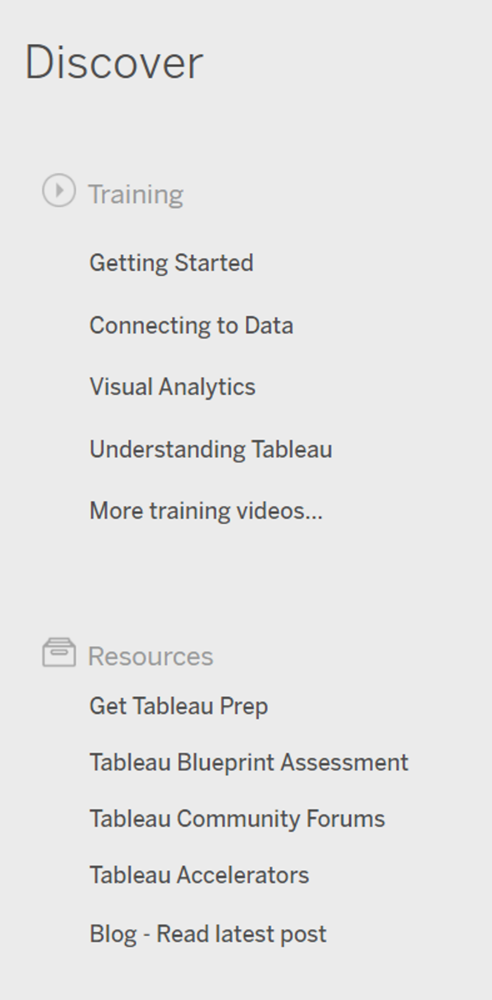 Discover
Training
Getting Started
Connecting to Data
Visual Analytics
Understanding Tableau
More training videos...
Resources
Get Tableau Prep
Tableau Blueprint Assessment
Tableau Community Forums
Tableau Accelerators
Blog - Read latest post